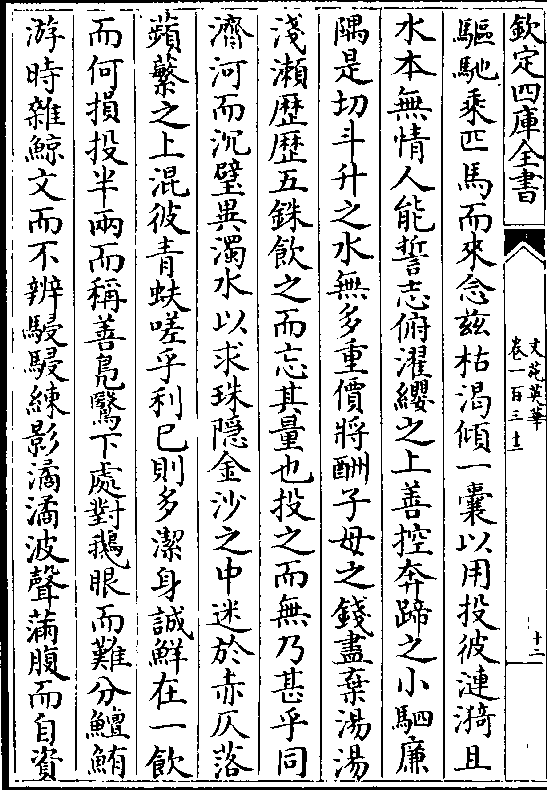 欽定四庫全書
文苑英華
卷一百三十三
十二
驅馳乘匹馬而來念兹枯渴傾一囊以用投彼漣漪且
水本無情人能誓志俯濯纓之上善控奔蹄之小駟廉
隅是切斗升之水無多重價將酬子母之錢盡棄湯湯
淺瀬歴歴五銖飲之而忘其量也投之而無乃甚乎同
濟河而沉璧異濁水以求珠隱金沙之中迷於赤仄落
蘋蘩之上混彼青蚨嗟乎利已則多潔身誠鮮在一飲
而何損投半兩而稱善鳬鷖下處對鵝眼而難分鱣鮪
游時雜鯨文而不辨駸駸練影潏潏波聲滿腹而自資